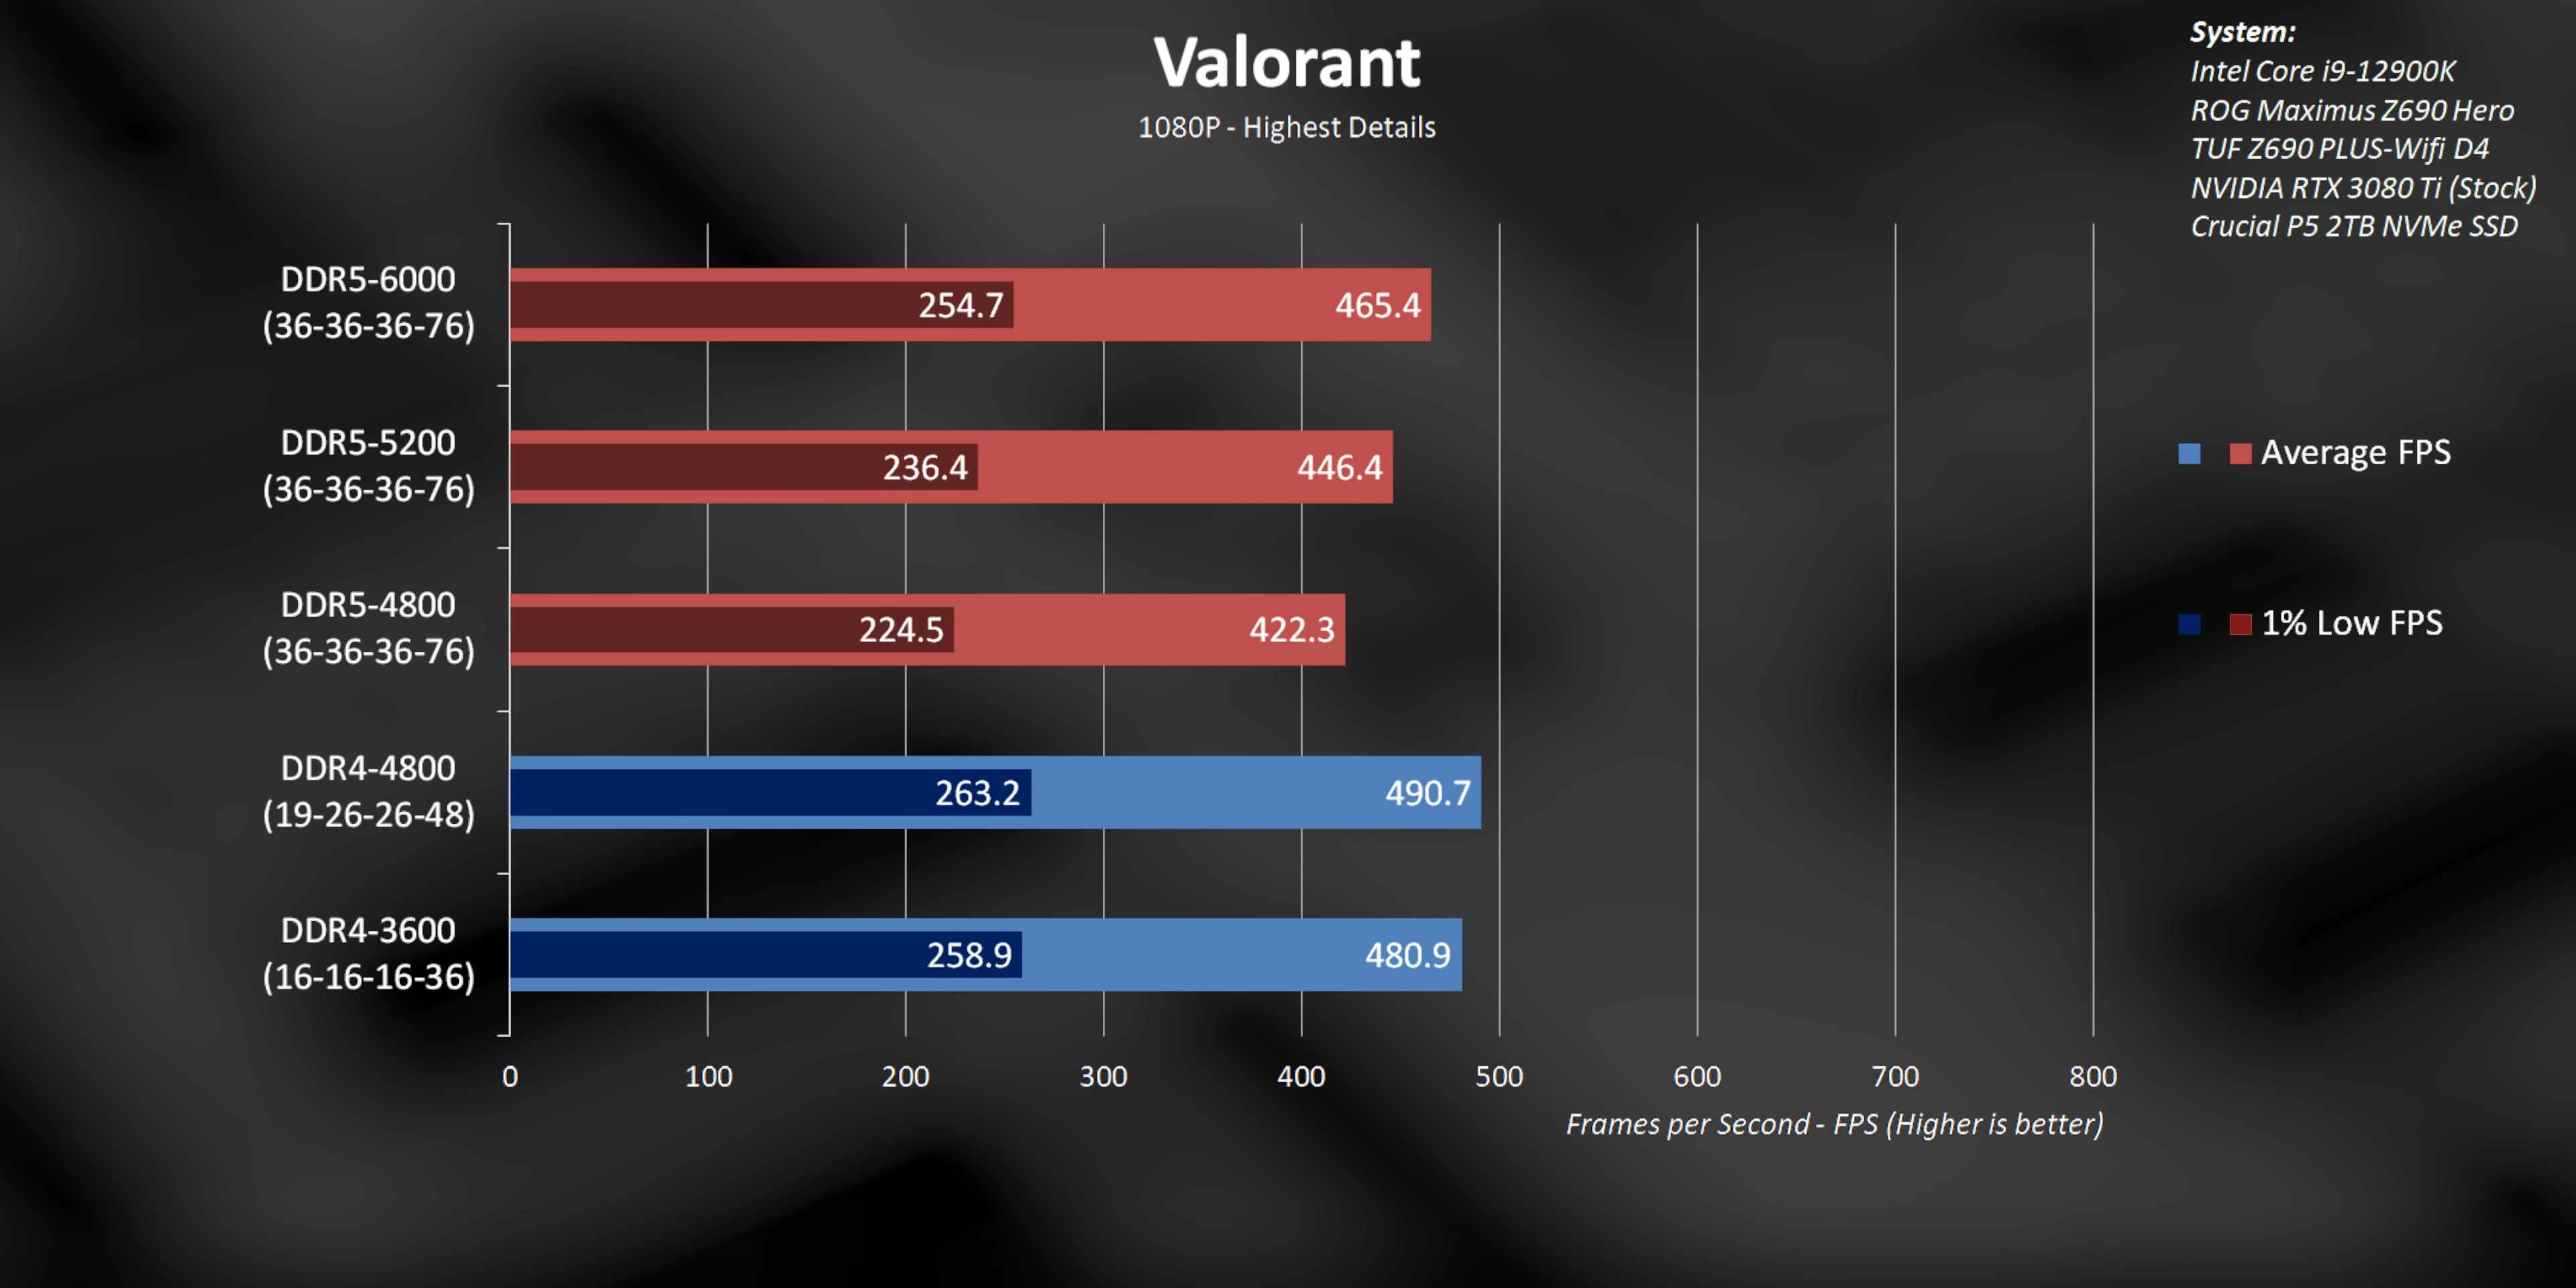 Valorant
1080P - Highest Details
System:
Intel Core i9-12900K
ROG Maximus Z690 Hero
TUF Z690 PLUS-Wifi D4
NVIDIA RTX 3080 Ti (Stock)
Crucial P5 2TB NVMe SSD
DDR5-6000
(36-36-36-76)
254.7
465.4
DDR5-5200
(36-36-36-76)
236.4
446.4
DDR5-4800
(36-36-36-76)
224.5
422.3
DDR4-4800
(19-26-26-48)
263.2
490.7
DDR4-3600
(16-16-16-36)
258.9
480.9
Average FPS
1% Low FPS
0 100 200 300 400 500 600 700 800
Frames per Second - FPS (Higher is better)